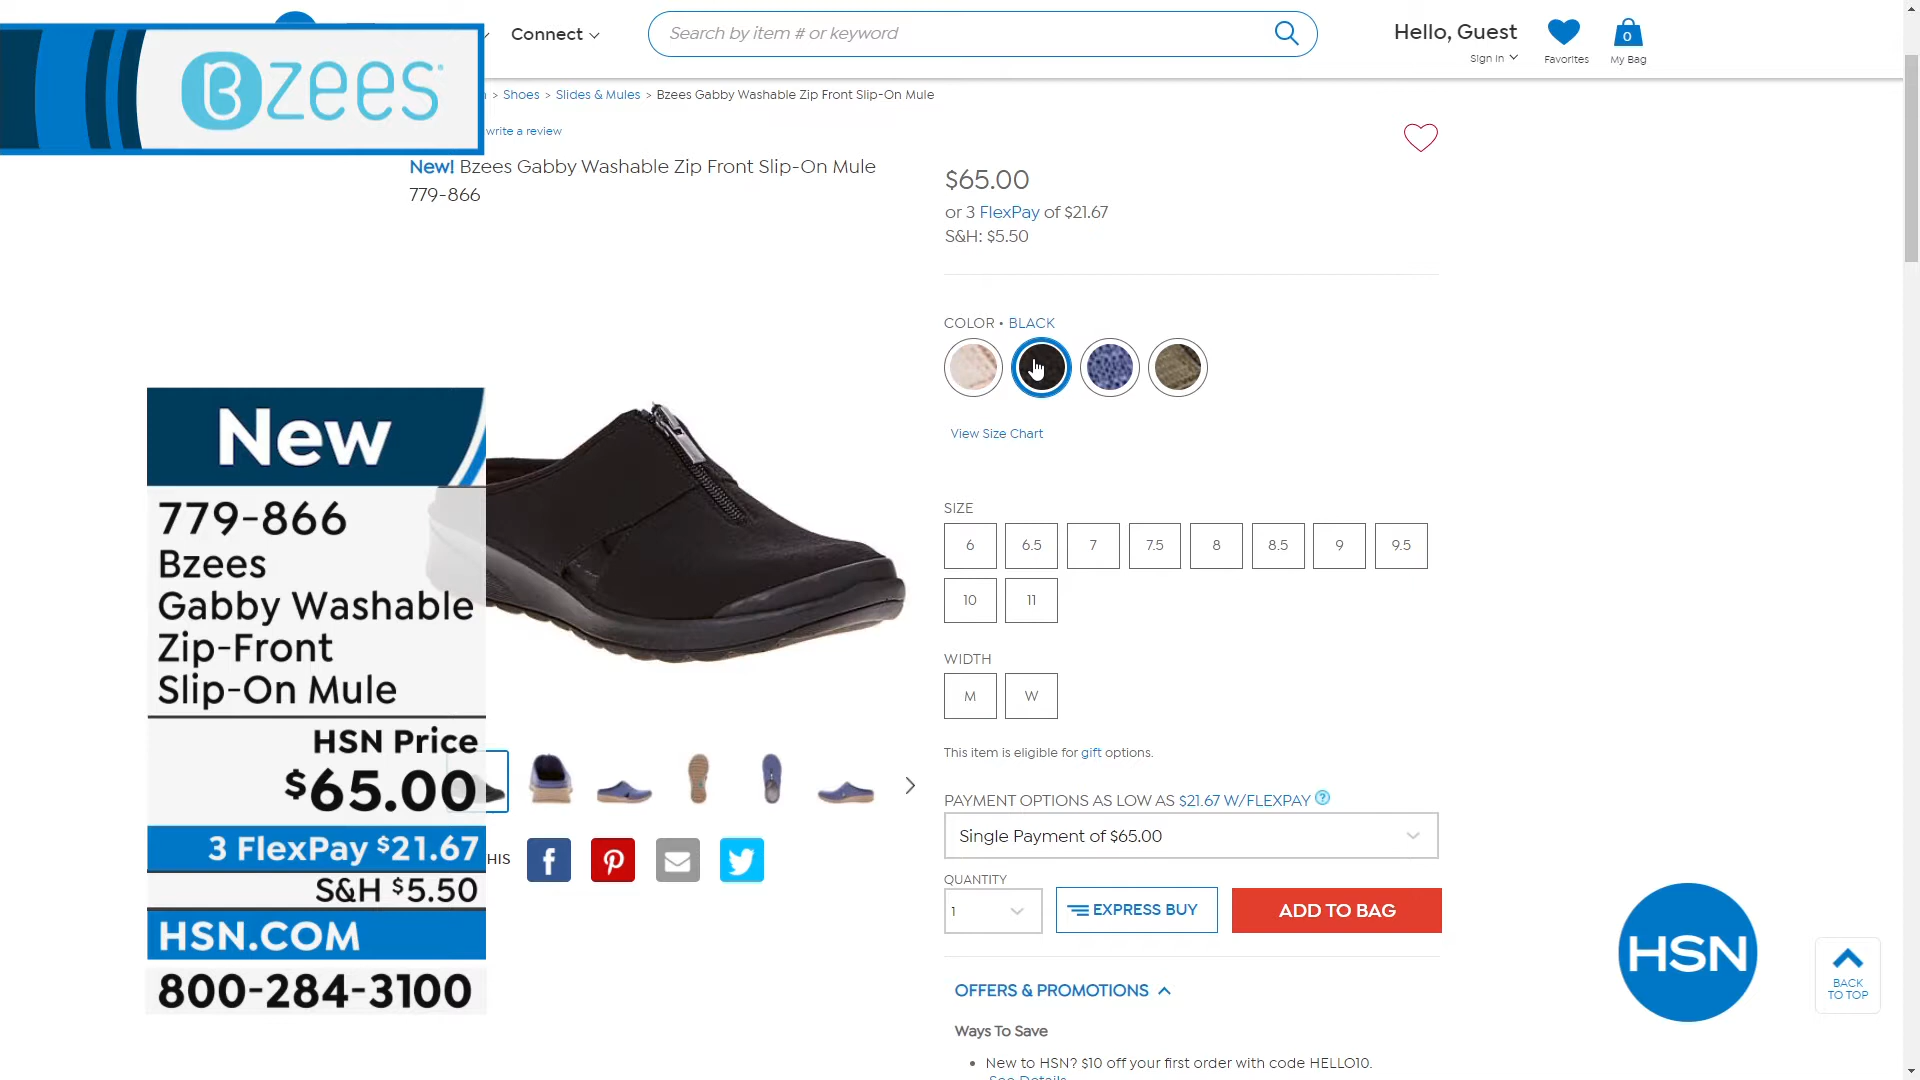 Bzees
Connect
Search by item # or keyword
Hello, Guest
Sign In
Favorites
0
My Bag
> Shoes > Slides & Mules > Bzees Gabby Washable Zip Front Slip-On Mule
write a review
New! Bzees Gabby Washable Zip Front Slip-On Mule
779-866
$65.00
or 3 FlexPay of $21.67
S&H: $5.50
COLOR • BLACK
View Size Chart
SIZE
6 6.5 7 7.5 8 8.5 9 9.5
10 11
WIDTH
M W
This item is eligible for gift options.
PAYMENT OPTIONS AS LOW AS $21.67 W/FLEXPAY ?
Single Payment of $65.00
QUANTITY
1
EXPRESS BUY
ADD TO BAG
OFFERS & PROMOTIONS
Ways To Save
• New to HSN? $10 off your first order with code HELLO10.
See Details
New
779-866
Bzees
Gabby Washable
Zip-Front
Slip-On Mule
HSN Price
$65.00
3 FlexPay $21.67
S&H $5.50
HSN.COM
800-284-3100
HSN
BACK
TO TOP